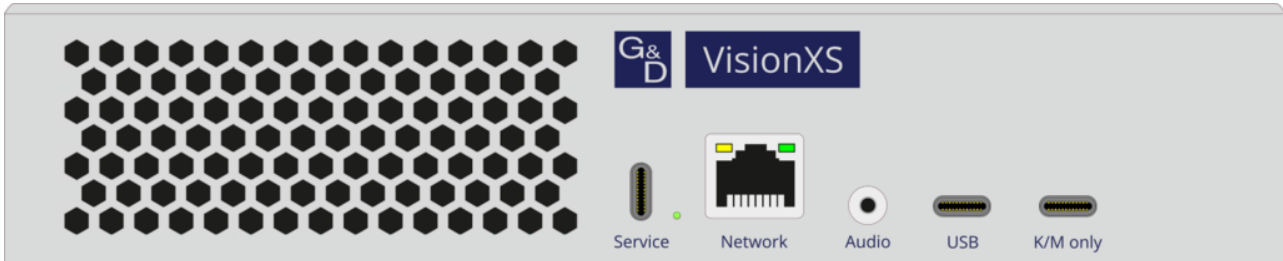 G&D
VisionXS
Service
Network
Audio
USB
K/M only